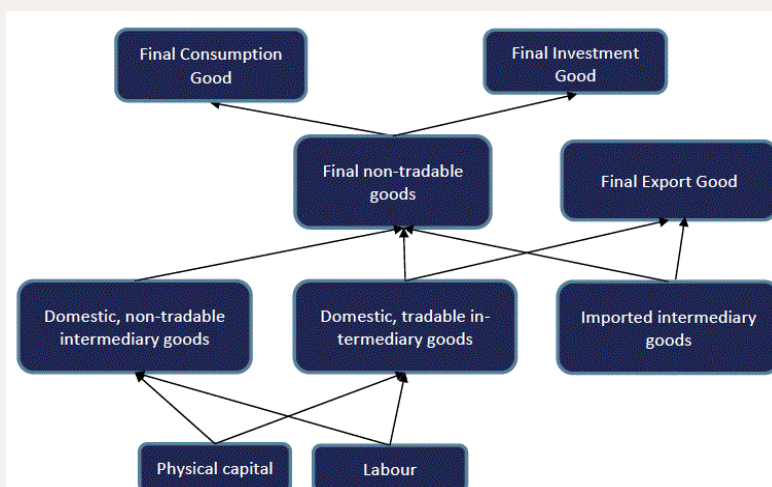 Final Consumption
Good
Final Investment
Good
Final non-tradable
goods
Final Export Good
Domestic, non-tradable
intermediary goods
Domestic, tradable in-
termediary goods
Imported intermediary
goods
Physical capital
Labour